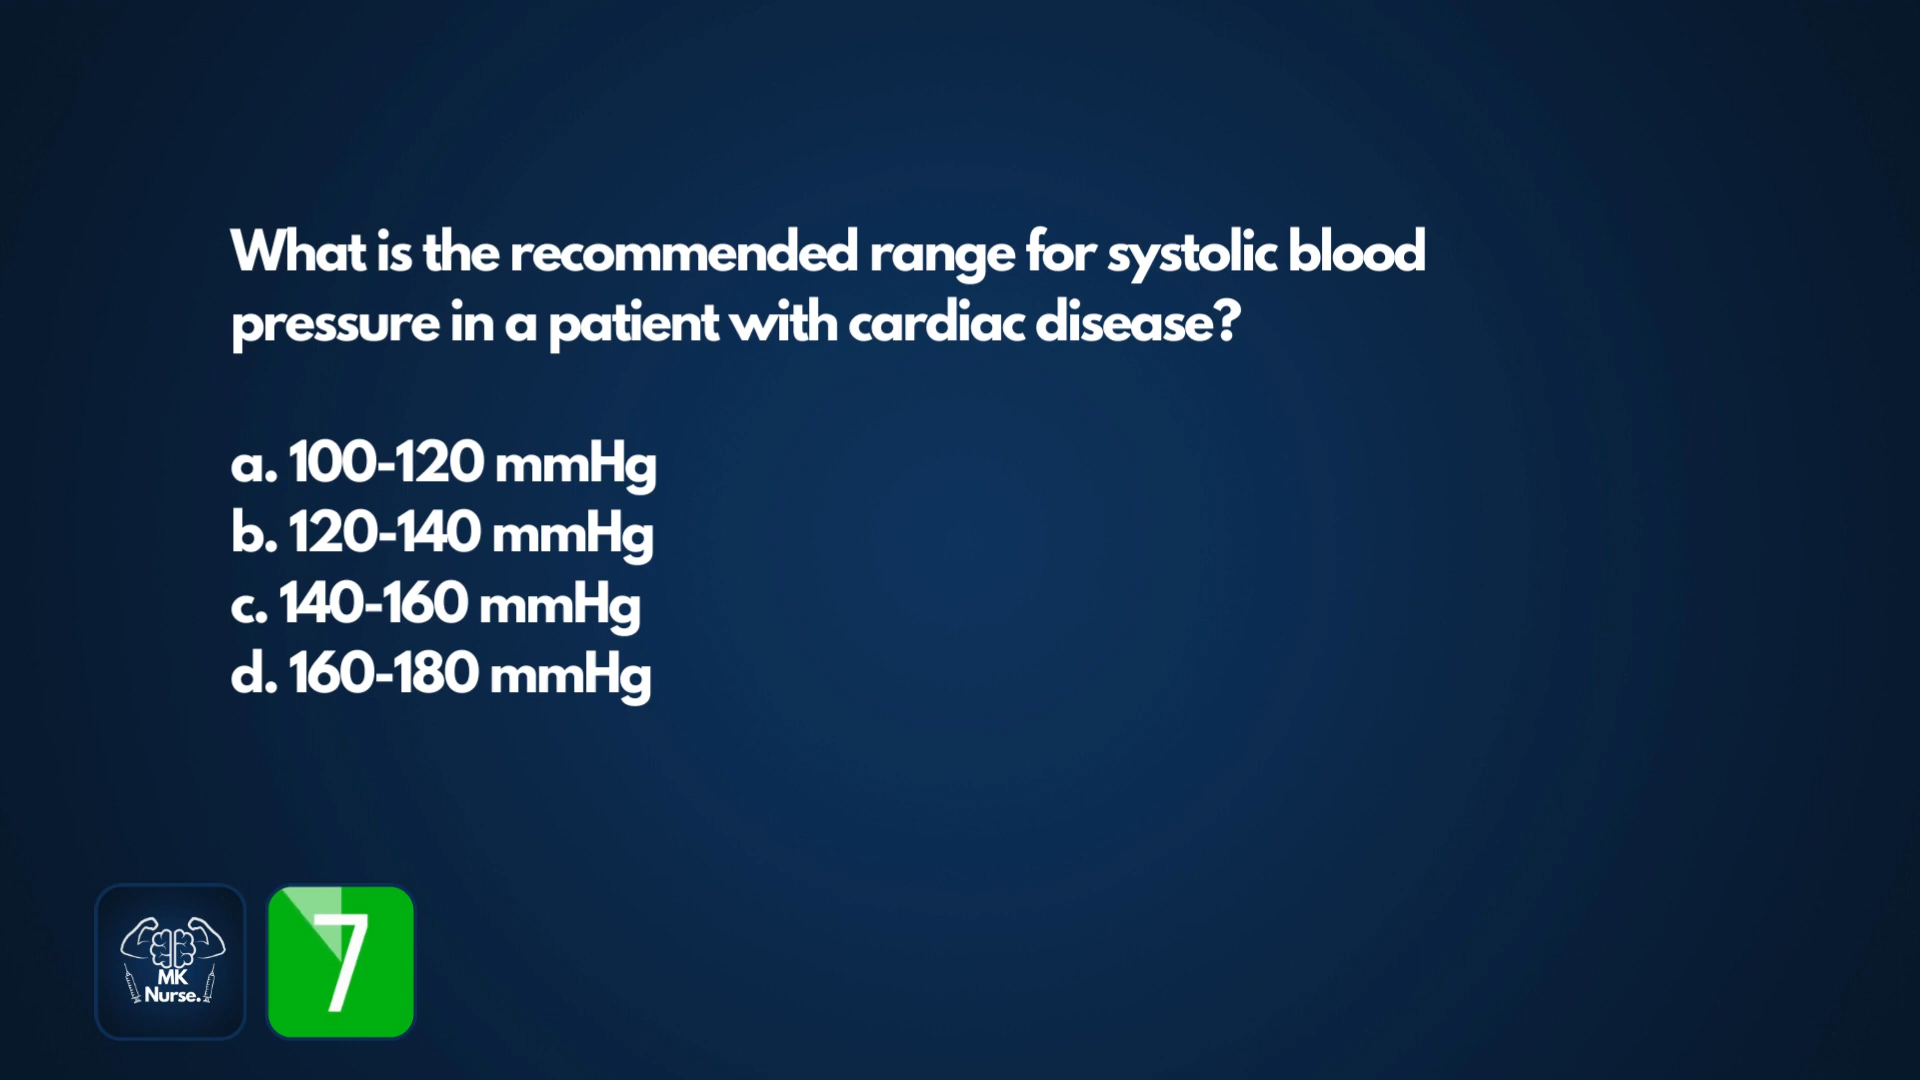 What is the recommended range for systolic blood
pressure in a patient with cardiac disease?
a. 100-120 mmHg
b. 120-140 mmHg
c. 140-160 mmHg
d. 160-180 mmHg
MK
Nurse.
7